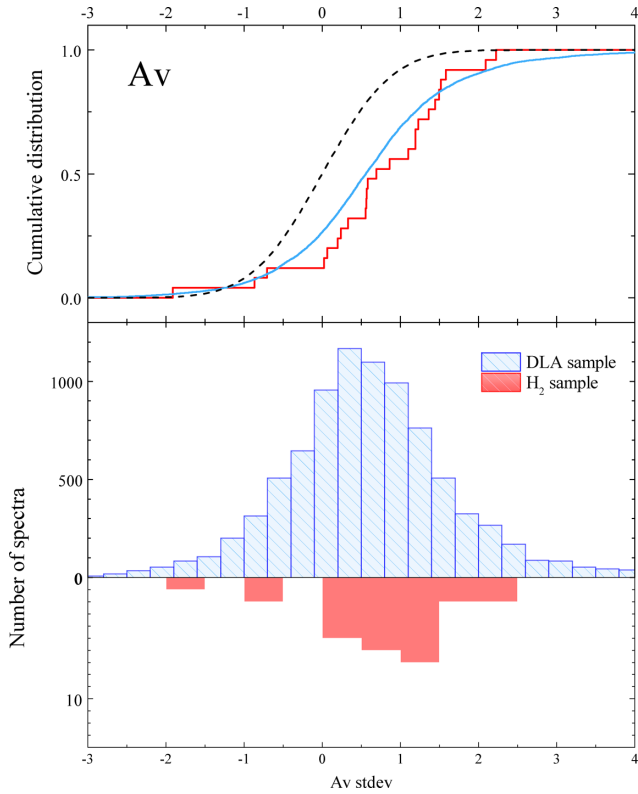 -3 -2 -1 0 1 2 3 4
Av
1.0
0.5
0.0
Cumulative distribution
DLA sample
H₂ sample
1000
500
0
0
10
Number of spectra
-3 -2 -1 0 1 2 3 4
Av stdev